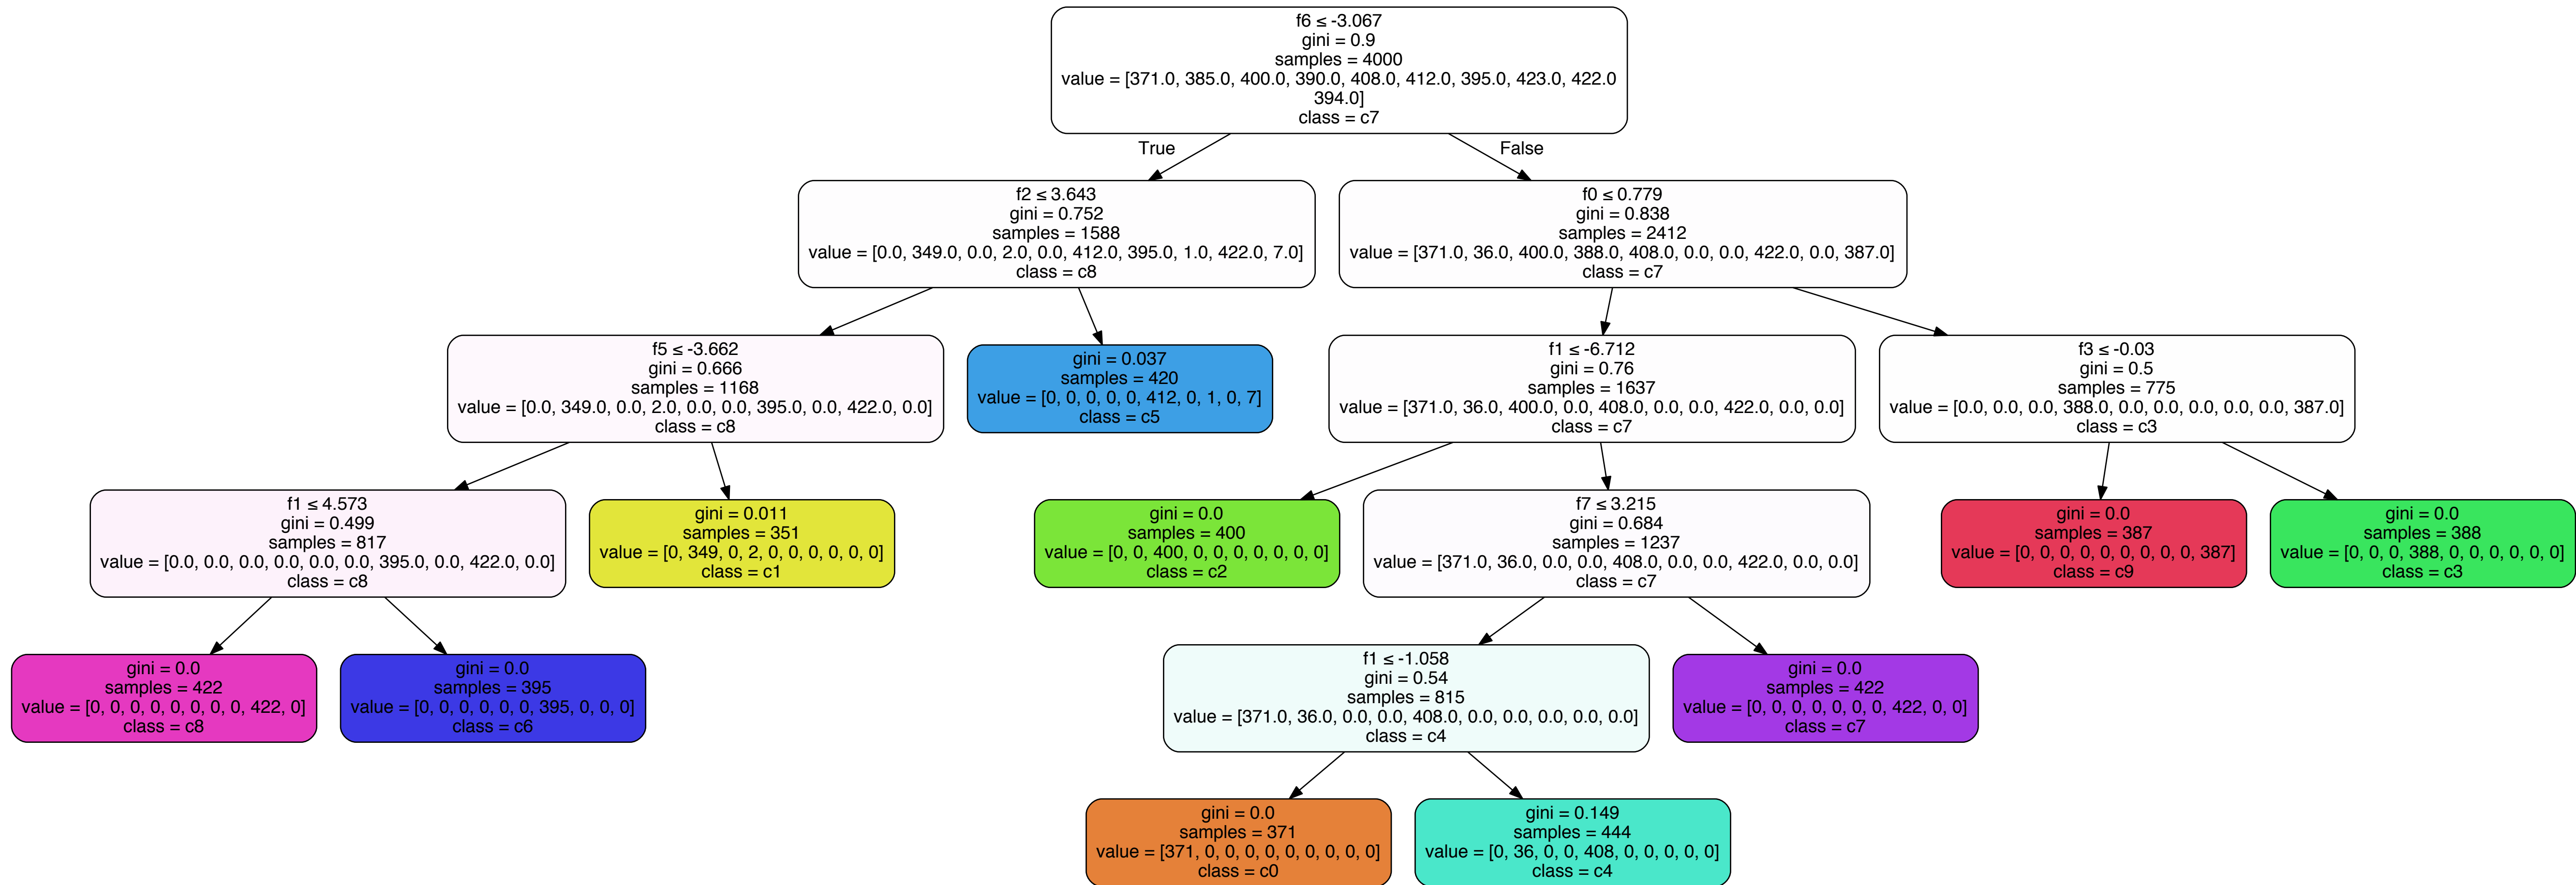 f6 ≤ -3.067
gini = 0.9
samples = 4000
value = [371.0, 385.0, 400.0, 390.0, 408.0, 412.0, 395.0, 423.0, 422.0
394.0]
class = c7
True
False
f2 ≤ 3.643
gini = 0.752
samples = 1588
value = [0.0, 349.0, 0.0, 2.0, 0.0, 412.0, 395.0, 1.0, 422.0, 7.0]
class = c8
f0 ≤ 0.779
gini = 0.838
samples = 2412
value = [371.0, 36.0, 400.0, 388.0, 408.0, 0.0, 0.0, 422.0, 0.0, 387.0]
class = c7
f5 ≤ -3.662
gini = 0.666
samples = 1168
value = [0.0, 349.0, 0.0, 2.0, 0.0, 0.0, 395.0, 0.0, 422.0, 0.0]
class = c8
gini = 0.037
samples = 420
value = [0, 0, 0, 0, 0, 412, 0, 1, 0, 7]
class = c5
f1 ≤ -6.712
gini = 0.76
samples = 1637
value = [371.0, 36.0, 400.0, 0.0, 408.0, 0.0, 0.0, 422.0, 0.0, 0.0]
class = c7
f3 ≤ -0.03
gini = 0.5
samples = 775
value = [0.0, 0.0, 0.0, 388.0, 0.0, 0.0, 0.0, 0.0, 0.0, 387.0]
class = c3
f1 ≤ 4.573
gini = 0.499
samples = 817
value = [0.0, 0.0, 0.0, 0.0, 0.0, 0.0, 395.0, 0.0, 422.0, 0.0]
class = c8
gini = 0.011
samples = 351
value = [0, 349, 0, 2, 0, 0, 0, 0, 0, 0]
class = c1
gini = 0.0
samples = 400
value = [0, 0, 400, 0, 0, 0, 0, 0, 0, 0]
class = c2
f7 ≤ 3.215
gini = 0.684
samples = 1237
value = [371.0, 36.0, 0.0, 0.0, 408.0, 0.0, 0.0, 422.0, 0.0, 0.0]
class = c7
gini = 0.0
samples = 387
value = [0, 0, 0, 0, 0, 0, 0, 0, 0, 387]
class = c9
gini = 0.0
samples = 388
value = [0, 0, 0, 388, 0, 0, 0, 0, 0, 0]
class = c3
gini = 0.0
samples = 422
value = [0, 0, 0, 0, 0, 0, 0, 0, 422, 0]
class = c8
gini = 0.0
samples = 395
value = [0, 0, 0, 0, 0, 0, 395, 0, 0, 0]
class = c6
f1 ≤ -1.058
gini = 0.54
samples = 815
value = [371.0, 36.0, 0.0, 0.0, 408.0, 0.0, 0.0, 0.0, 0.0, 0.0]
class = c4
gini = 0.0
samples = 422
value = [0, 0, 0, 0, 0, 0, 0, 422, 0, 0]
class = c7
gini = 0.0
samples = 371
value = [371, 0, 0, 0, 0, 0, 0, 0, 0, 0]
class = c0
gini = 0.149
samples = 444
value = [0, 36, 0, 0, 408, 0, 0, 0, 0, 0]
class = c4